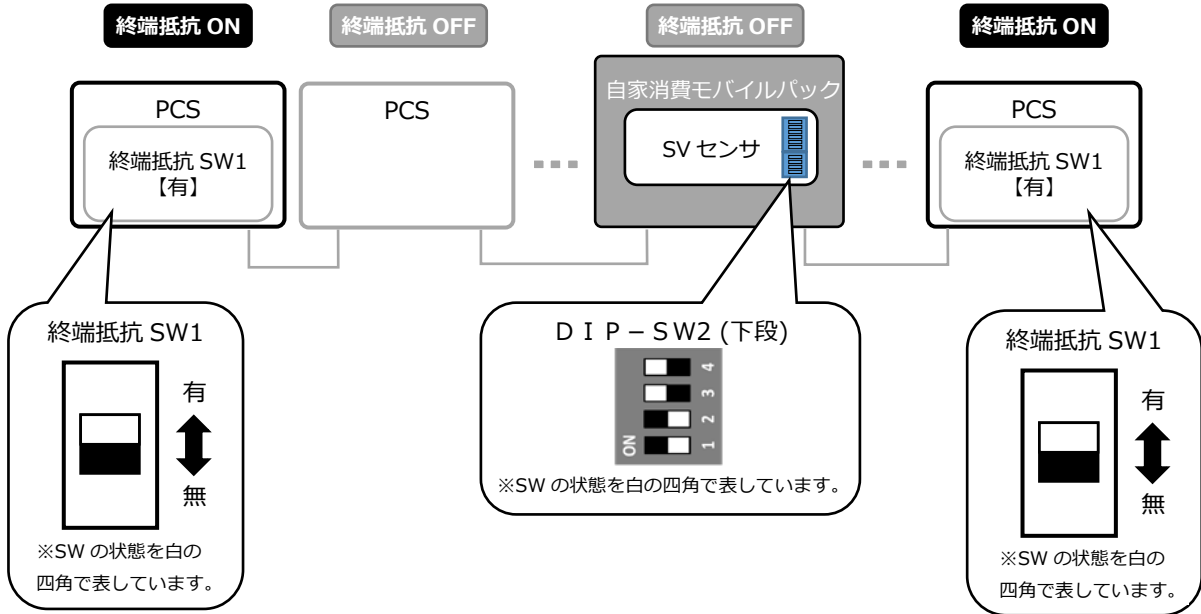 終端抵抗 ON
終端抵抗 OFF
終端抵抗 OFF
終端抵抗 ON
PCS
終端抵抗 SW1
【有】
PCS
自家消費モバイルパック
SV センサ
PCS
終端抵抗 SW1
【有】
終端抵抗 SW1
有
無
※SW の状態を白の
四角で表しています。
ＤＩＰ－ＳＷ2 (下段)
4
3
2
1
ON
※SW の状態を白の四角で表しています。
終端抵抗 SW1
有
無
※SW の状態を白の
四角で表しています。